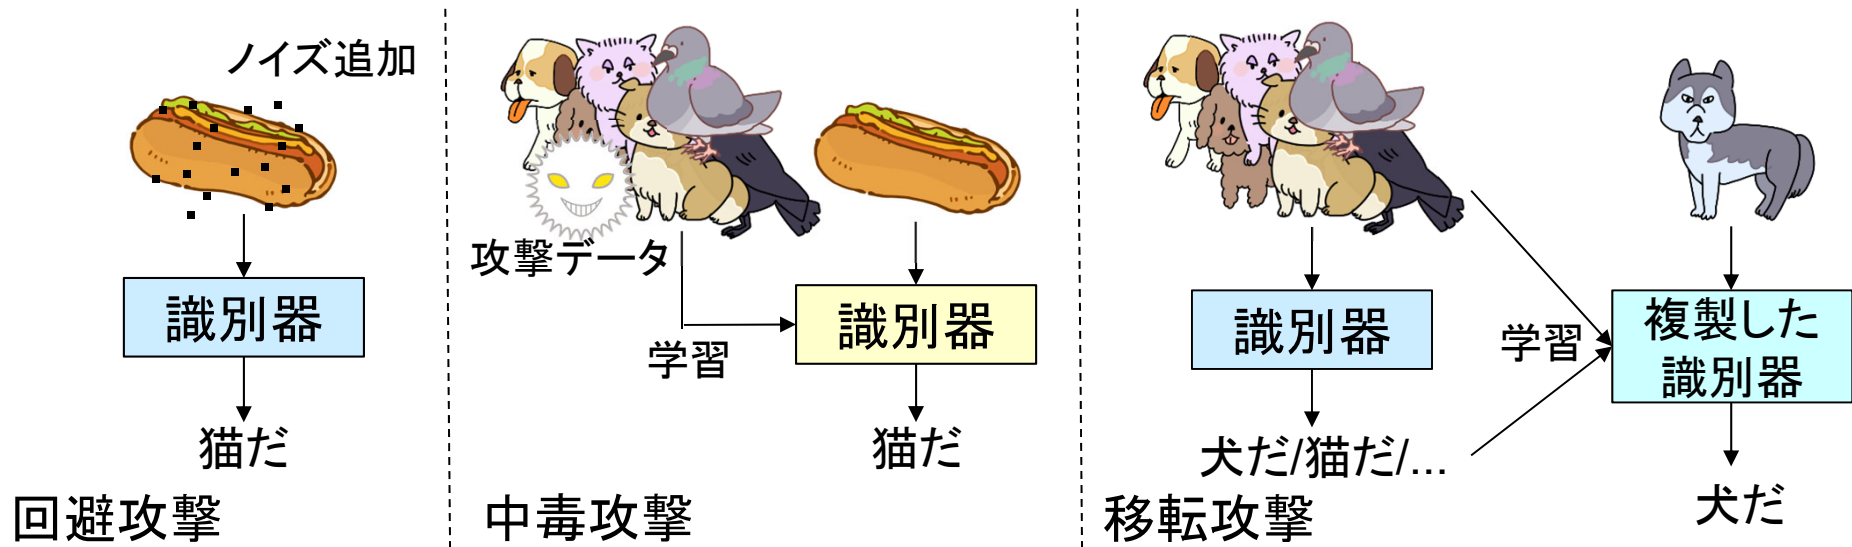 ノイズ追加
識別器
猫だ
回避攻撃
攻撃データ
学習
識別器
猫だ
中毒攻撃
識別器
犬だ/猫だ/...
学習
複製した
識別器
犬だ
移転攻撃